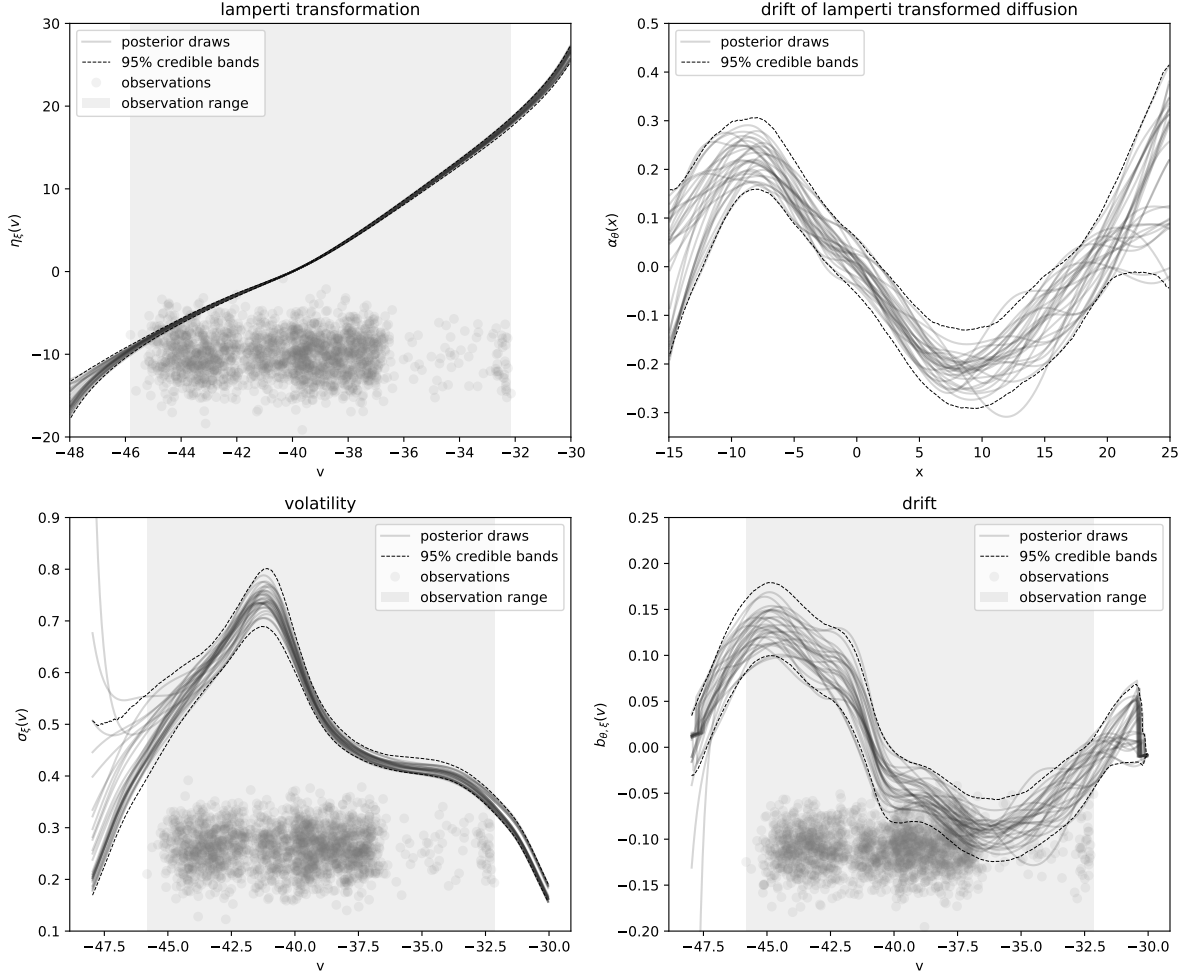 lamperti transformation
30
20
10
0
−10
−20
η_ξ(v)
posterior draws
95% credible bands
observations
observation range
−48 −46 −44 −42 −40 −38 −36 −34 −32 −30
v
drift of lamperti transformed diffusion
0.5
0.4
0.3
0.2
0.1
0.0
−0.1
−0.2
−0.3
α_θ(x)
posterior draws
95% credible bands
−15 −10 −5 0 5 10 15 20 25
x
volatility
0.9
0.8
0.7
0.6
0.5
0.4
0.3
0.2
0.1
σ_ξ(v)
posterior draws
95% credible bands
observations
observation range
−47.5 −45.0 −42.5 −40.0 −37.5 −35.0 −32.5 −30.0
v
drift
0.25
0.20
0.15
0.10
0.05
0.00
−0.05
−0.10
−0.15
−0.20
b_θ,ξ(v)
posterior draws
95% credible bands
observations
observation range
−47.5 −45.0 −42.5 −40.0 −37.5 −35.0 −32.5 −30.0
v